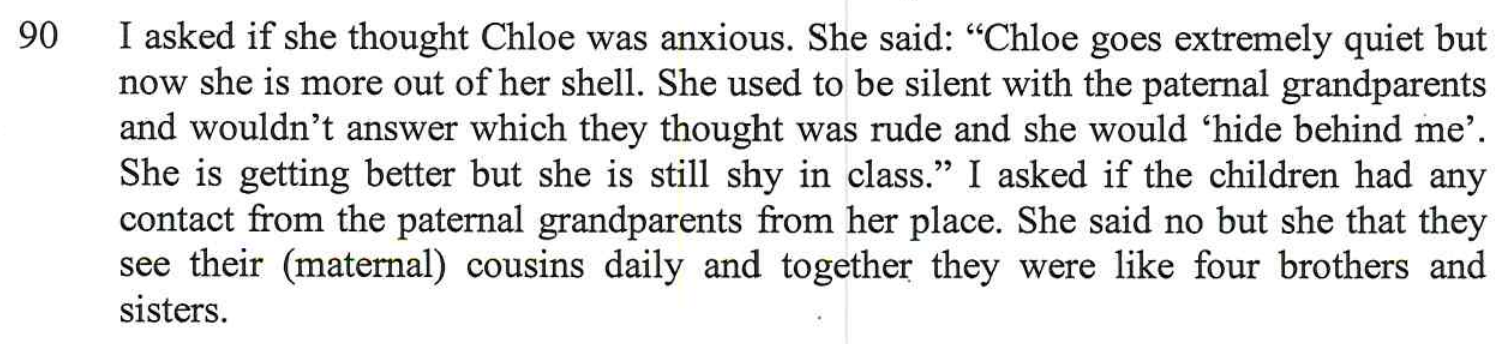 90 I asked if she thought Chloe was anxious. She said: “Chloe goes extremely quiet but
now she is more out of her shell. She used to be silent with the paternal grandparents
and wouldn’t answer which they thought was rude and she would ‘hide behind me’.
She is getting better but she is still shy in class.” I asked if the children had any
contact from the paternal grandparents from her place. She said no but she that they
see their (maternal) cousins daily and together they were like four brothers and
sisters.